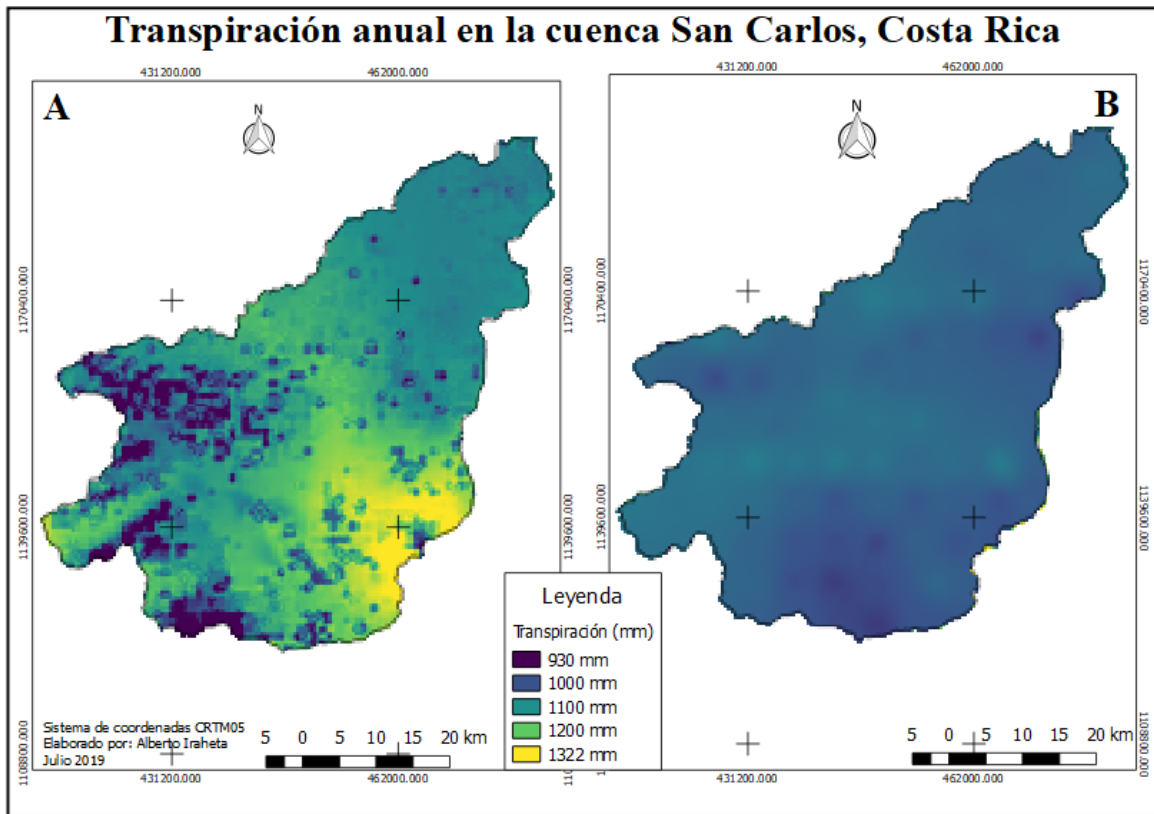 Transpiración anual en la cuenca San Carlos, Costa Rica
431200.000 462000.000
431200.000 462000.000
A
B
N
N
1170400.000
1170400.000
1170400.000
1139600.000
1139600.000
1139600.000
1139600.000
1108800.000
1108800.000
Leyenda
Transpiración (mm)
930 mm
1000 mm
1100 mm
1200 mm
1322 mm
Sistema de coordenadas CRTM05
Elaborado por: Alberto Iraheta
Julio 2019
5 0 5 10 15 20 km
5 0 5 10 15 20 km
431200.000 462000.000
431200.000 462000.000